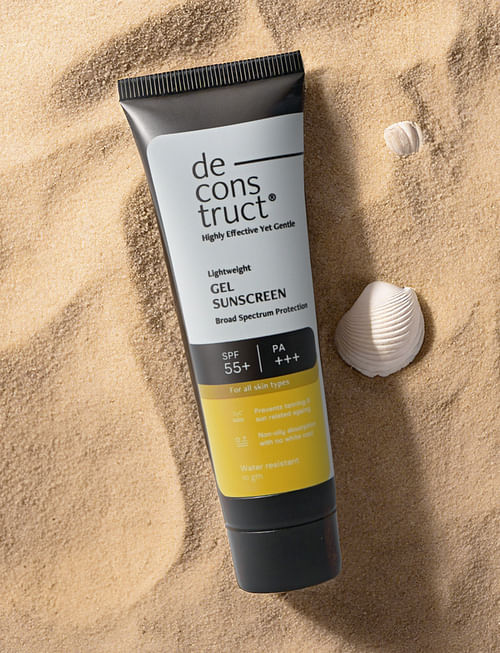 de
cons
truct®
Highly Effective Yet Gentle
Lightweight
GEL
SUNSCREEN
Broad Spectrum Protection
SPF
55+
PA
+++
For all skin types
Prevents tanning &
sun related ageing
Non-oily absorption
with no white cast
Water resistant